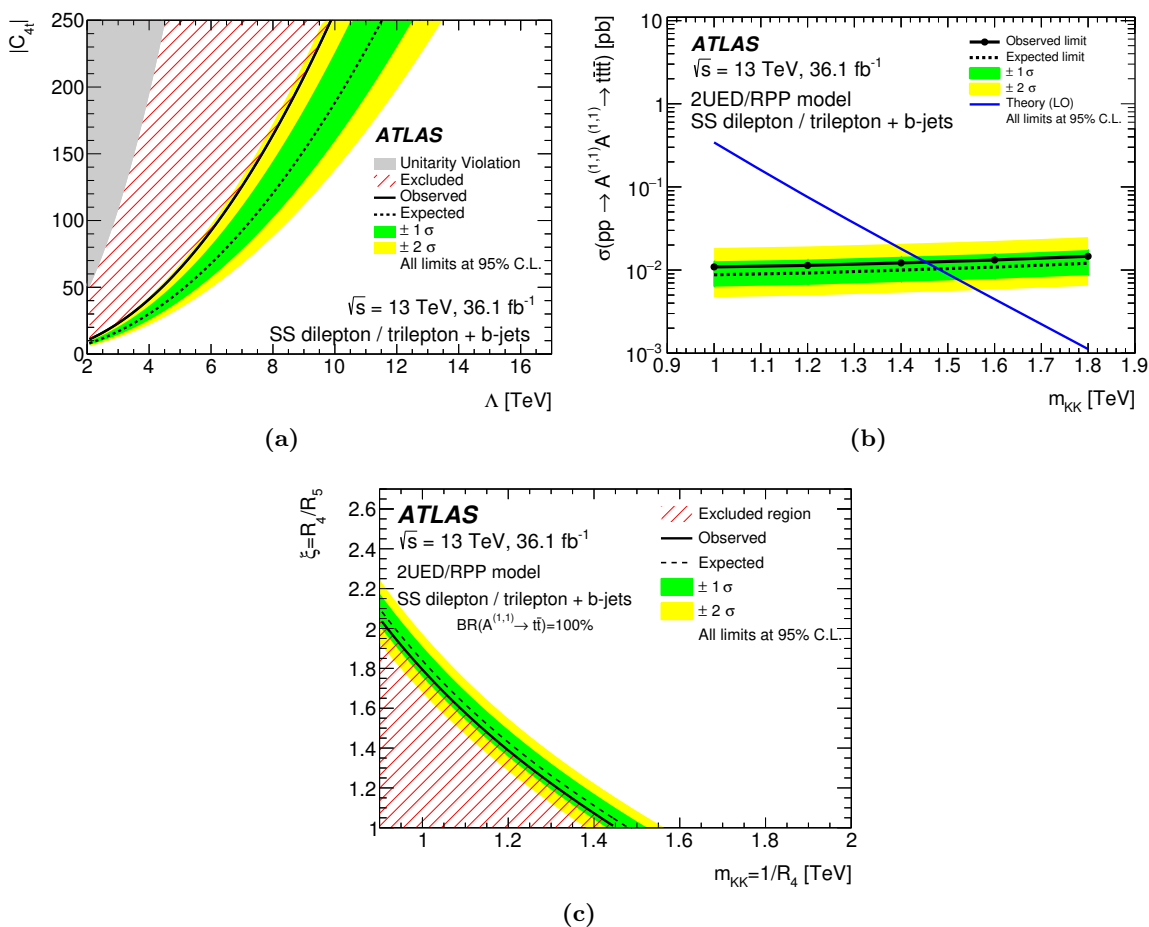 |C4t|
250
200
150
100
50
0
ATLAS
Unitarity Violation
Excluded
Observed
Expected
± 1 σ
± 2 σ
All limits at 95% C.L.
√s = 13 TeV, 36.1 fb⁻¹
SS dilepton / trilepton + b-jets
2 4 6 8 10 12 14 16
Λ [TeV]
(a)
σ(pp → A⁽¹,¹⁾A⁽¹,¹⁾ → tt̄tt̄) [pb]
10
1
10⁻¹
10⁻²
10⁻³
ATLAS
√s = 13 TeV, 36.1 fb⁻¹
2UED/RPP model
SS dilepton / trilepton + b-jets
Observed limit
Expected limit
± 1 σ
± 2 σ
Theory (LO)
All limits at 95% C.L.
0.9 1 1.1 1.2 1.3 1.4 1.5 1.6 1.7 1.8 1.9
mKK [TeV]
(b)
ξ=R4/R5
2.6
2.4
2.2
2
1.8
1.6
1.4
1.2
1
ATLAS
√s = 13 TeV, 36.1 fb⁻¹
2UED/RPP model
SS dilepton / trilepton + b-jets
BR(A⁽¹,¹⁾→ tt̄)=100%
Excluded region
Observed
Expected
± 1 σ
± 2 σ
All limits at 95% C.L.
1 1.2 1.4 1.6 1.8 2
mKK=1/R4 [TeV]
(c)